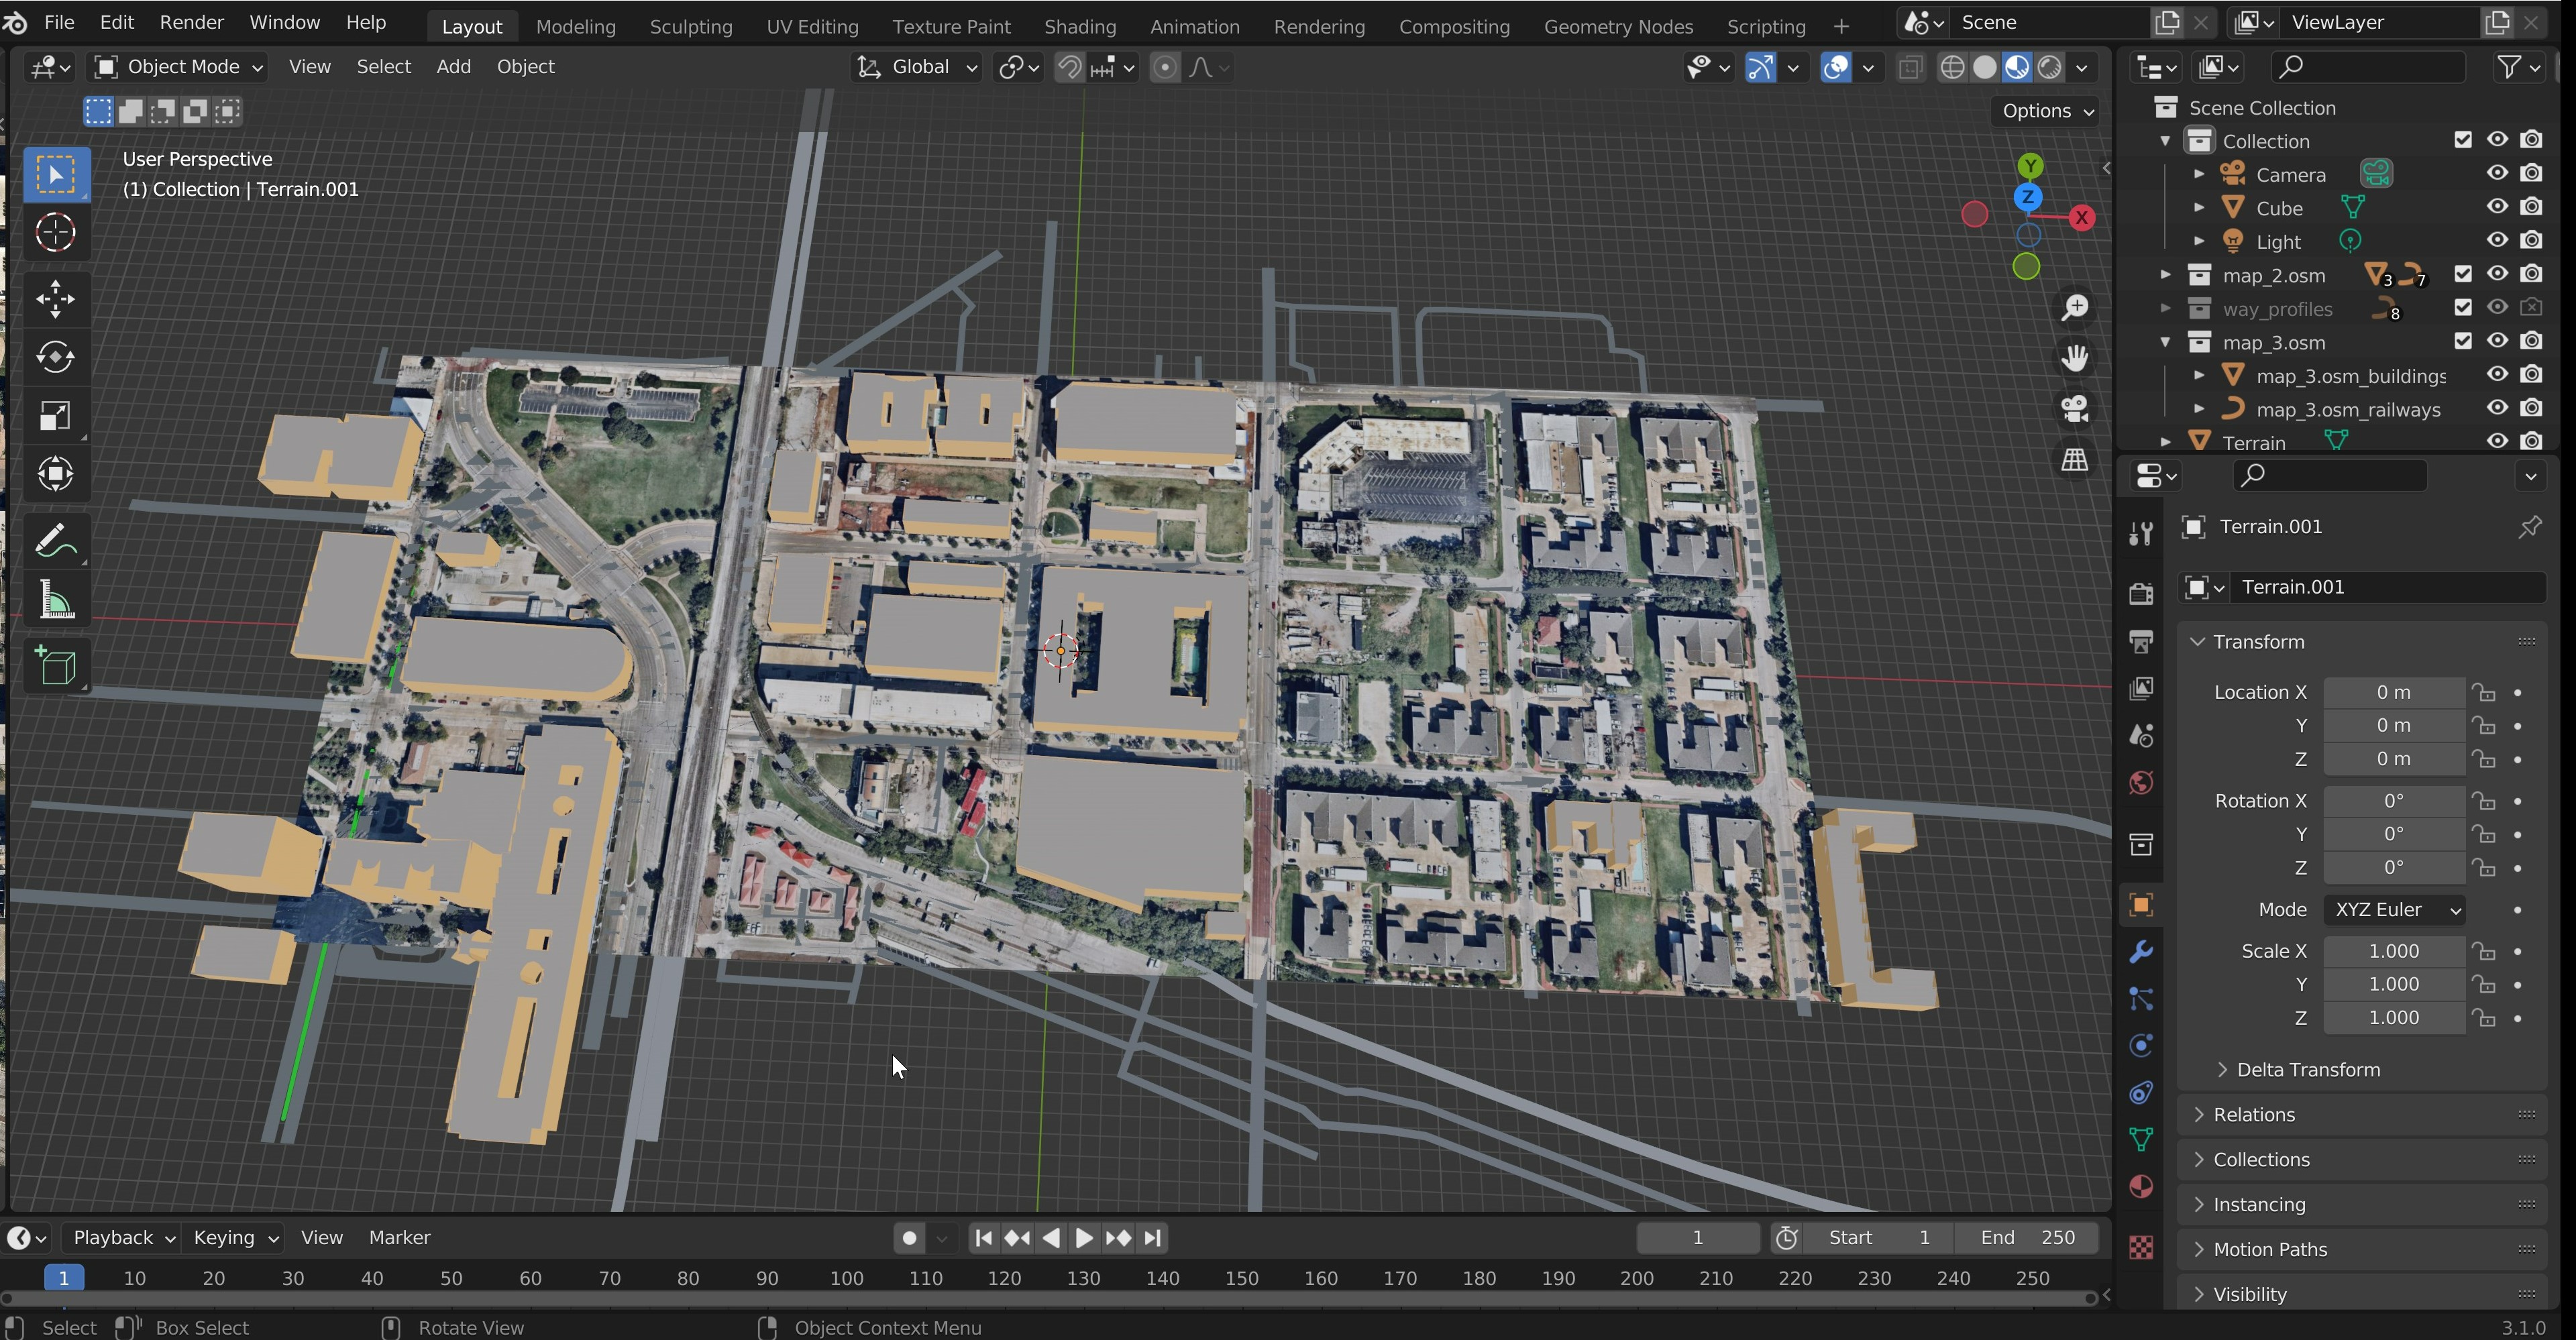 File Edit Render Window Help Layout Modeling Sculpting UV Editing Texture Paint Shading Animation Rendering Compositing Geometry Nodes Scripting + Scene ViewLayer
Object Mode View Select Add Object Global
Options
User Perspective
(1) Collection | Terrain.001
Y
Z
X
Scene Collection
Collection
Camera
Cube
Light
map_2.osm 3 7
way_profiles 8
map_3.osm
map_3.osm_buildings
map_3.osm_railways
Terrain
Terrain.001
Terrain.001
Transform
Location X 0 m
Y 0 m
Z 0 m
Rotation X 0°
Y 0°
Z 0°
Mode XYZ Euler
Scale X 1.000
Y 1.000
Z 1.000
Delta Transform
Relations
Collections
Instancing
Motion Paths
Visibility
Playback Keying View Marker 1 Start 1 End 250
1 10 20 30 40 50 60 70 80 90 100 110 120 130 140 150 160 170 180 190 200 210 220 230 240 250
Select Box Select Rotate View Object Context Menu 3.1.0